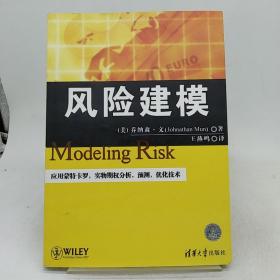 EURO
风险建模
(美) 乔纳森·文(Johnathan Mun) 著
王燕鸣 译
Modeling Risk
应用蒙特卡罗、实物期权分析、预测、优化技术
WILEY
清华大学出版社